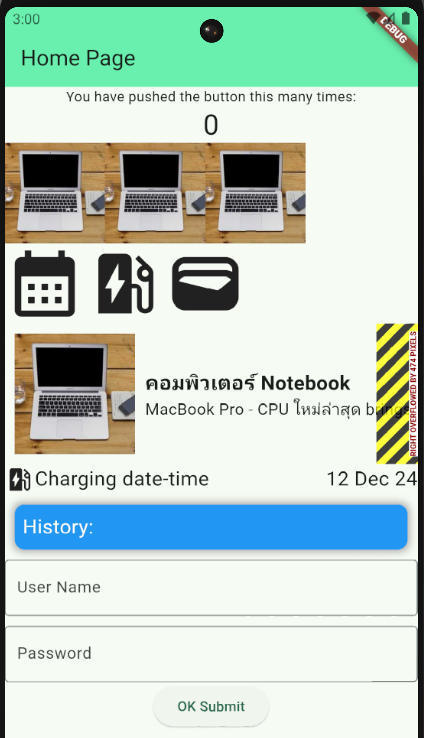 3:00
DEBUG
Home Page
You have pushed the button this many times:
0
คอมพิวเตอร์ Notebook
MacBook Pro - CPU ใหม่ล่าสุด brings
RIGHT OVERFLOWED BY 474 PIXELS
Charging date-time 12 Dec 24
History:
User Name
Password
OK Submit